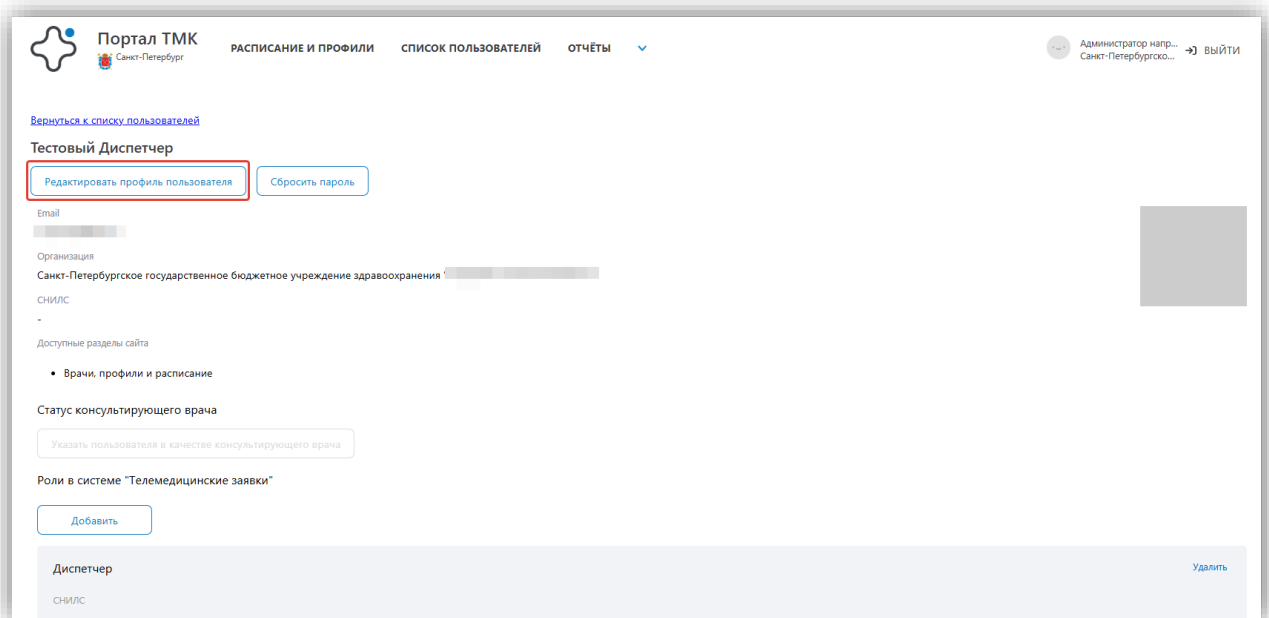 Портал ТМК
Санкт-Петербург
РАСПИСАНИЕ И ПРОФИЛИ
СПИСОК ПОЛЬЗОВАТЕЛЕЙ
ОТЧЁТЫ
Администратор напр...
Санкт-Петербургско...
ВЫЙТИ
Вернуться к списку пользователей
Тестовый Диспетчер
Редактировать профиль пользователя
Сбросить пароль
Email
Организация
Санкт-Петербургское государственное бюджетное учреждение здравоохранения "
СНИЛС
-
Доступные разделы сайта
• Врачи, профили и расписание
Статус консультирующего врача
Указать пользователя в качестве консультирующего врача
Роли в системе "Телемедицинские заявки"
Добавить
Диспетчер
Удалить
СНИЛС